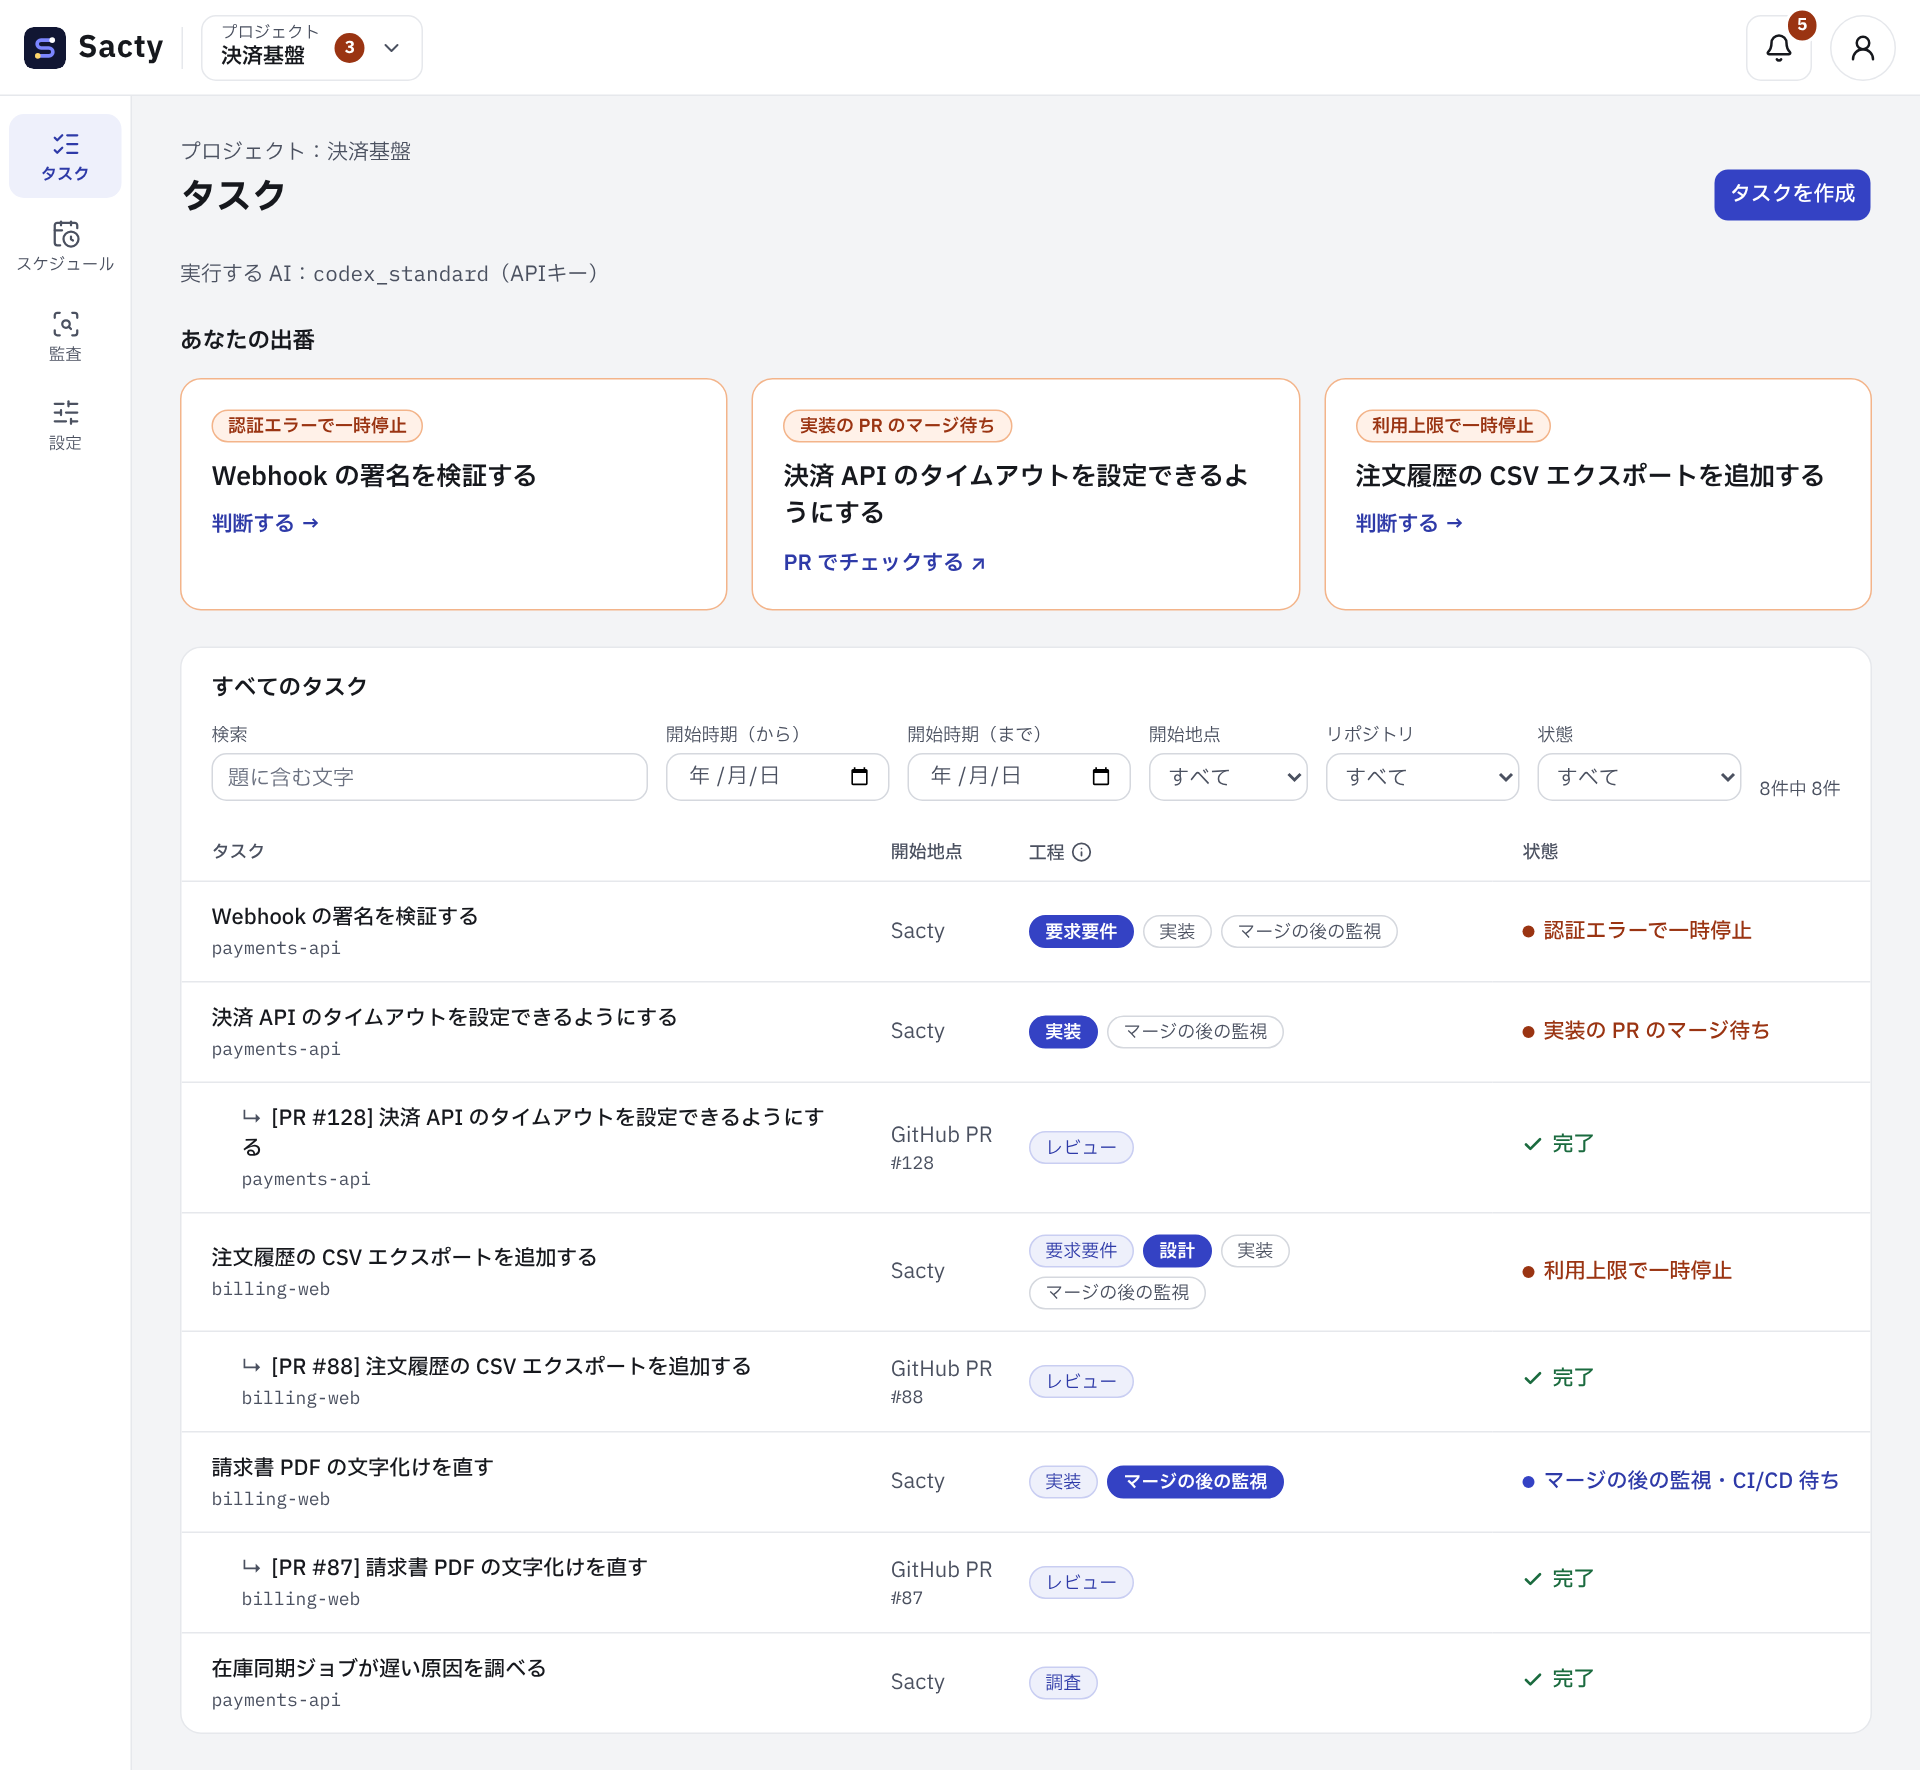 Sacty
プロジェクト
決済基盤
3
5
タスク
スケジュール
監査
設定
プロジェクト：決済基盤
タスク
タスクを作成
実行する AI：codex_standard（APIキー）
あなたの出番
認証エラーで一時停止
Webhook の署名を検証する
判断する →
実装の PR のマージ待ち
決済 API のタイムアウトを設定できるよ
うにする
PR でチェックする ↗
利用上限で一時停止
注文履歴の CSV エクスポートを追加する
判断する →
すべてのタスク
検索
開始時期（から）
開始時期（まで）
開始地点
リポジトリ
状態
題に含む文字
年 /月/日
年 /月/日
すべて
すべて
すべて
8件中 8件
タスク
開始地点
工程
状態
Webhook の署名を検証する
payments-api
Sacty
要求要件 実装 マージの後の監視
認証エラーで一時停止
決済 API のタイムアウトを設定できるようにする
payments-api
Sacty
実装 マージの後の監視
実装の PR のマージ待ち
↳ [PR #128] 決済 API のタイムアウトを設定できるようにす
る
payments-api
GitHub PR
#128
レビュー
✓ 完了
注文履歴の CSV エクスポートを追加する
billing-web
Sacty
要求要件 設計 実装
マージの後の監視
利用上限で一時停止
↳ [PR #88] 注文履歴の CSV エクスポートを追加する
billing-web
GitHub PR
#88
レビュー
✓ 完了
請求書 PDF の文字化けを直す
billing-web
Sacty
実装 マージの後の監視
マージの後の監視・CI/CD 待ち
↳ [PR #87] 請求書 PDF の文字化けを直す
billing-web
GitHub PR
#87
レビュー
✓ 完了
在庫同期ジョブが遅い原因を調べる
payments-api
Sacty
調査
✓ 完了